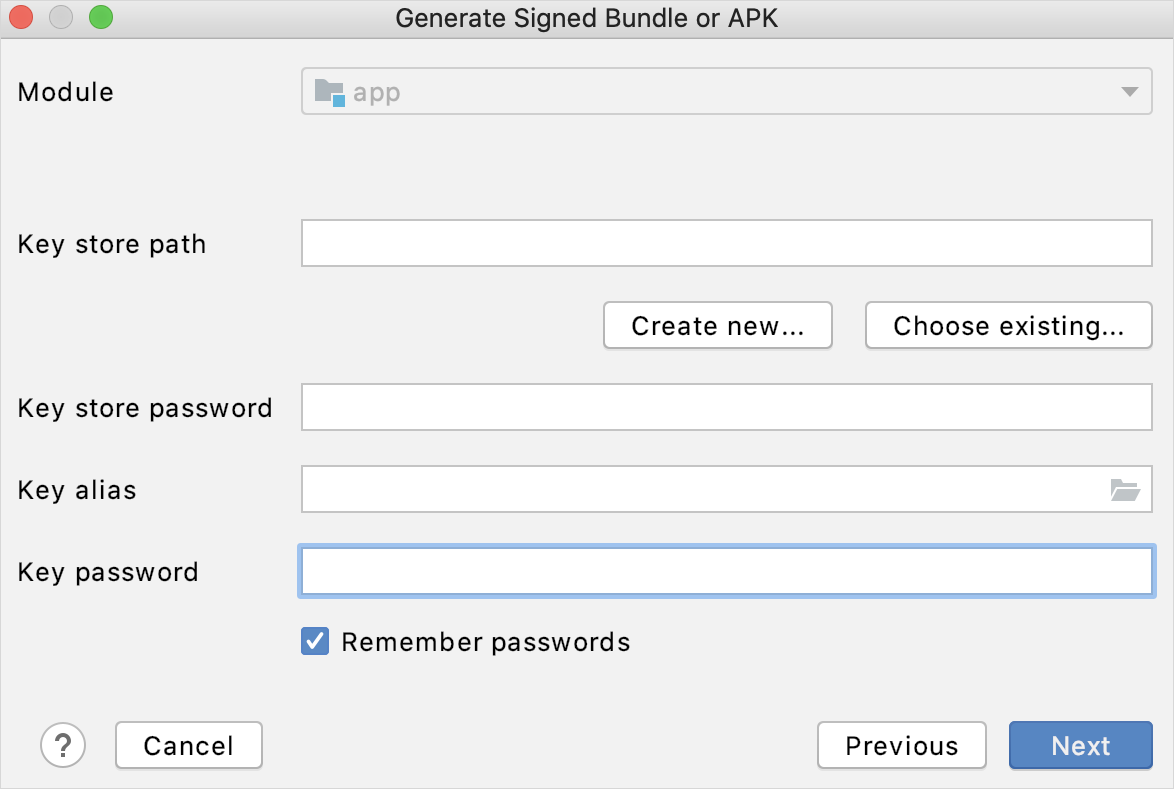 Generate Signed Bundle or APK
Module
app
Key store path
Create new...
Choose existing...
Key store password
Key alias
Key password
Remember passwords
?
Cancel
Previous
Next